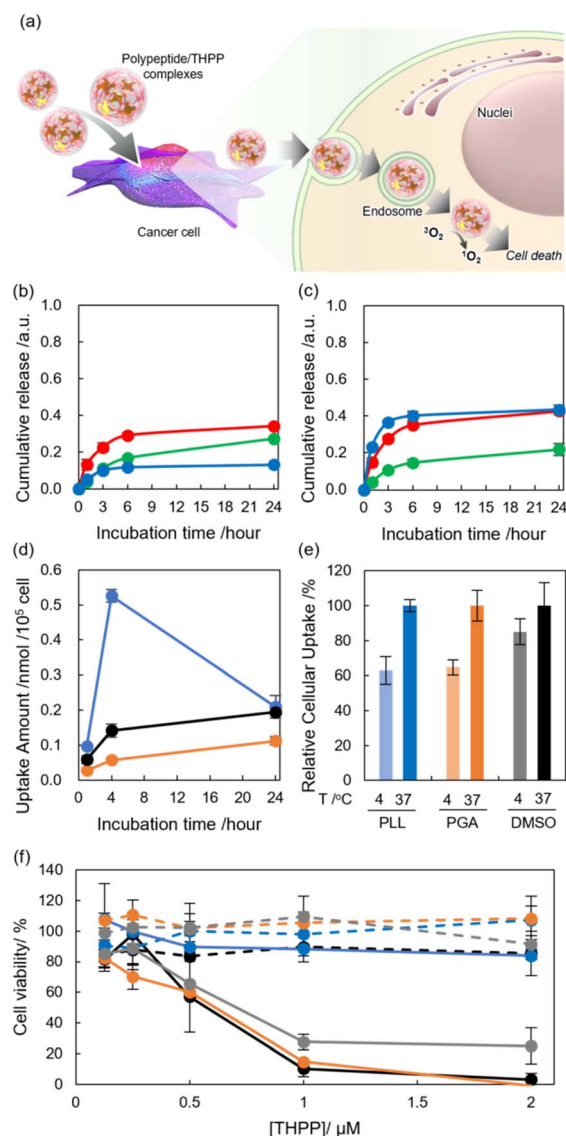 (a)
Polypeptide/THPP
complexes
Cancer cell
Nuclei
Endosome
³O₂
¹O₂
Cell death
(b)
Cumulative release /a.u.
1.0
0.8
0.6
0.4
0.2
0.0
0 3 6 9 12 15 18 21 24
Incubation time /hour
(c)
Cumulative release /a.u.
1.0
0.8
0.6
0.4
0.2
0.0
0 3 6 9 12 15 18 21 24
Incubation time /hour
(d)
Uptake Amount /nmol /10⁵ cell
0.6
0.5
0.4
0.3
0.2
0.1
0.0
0 4 8 12 16 20 24
Incubation time /hour
(e)
Relative Cellular Uptake /%
120
100
80
60
40
20
0
T /°C 4 37 4 37 4 37
PLL PGA DMSO
(f)
Cell viability/ %
140
120
100
80
60
40
20
0
0 0.5 1 1.5 2
[THPP]/ μM